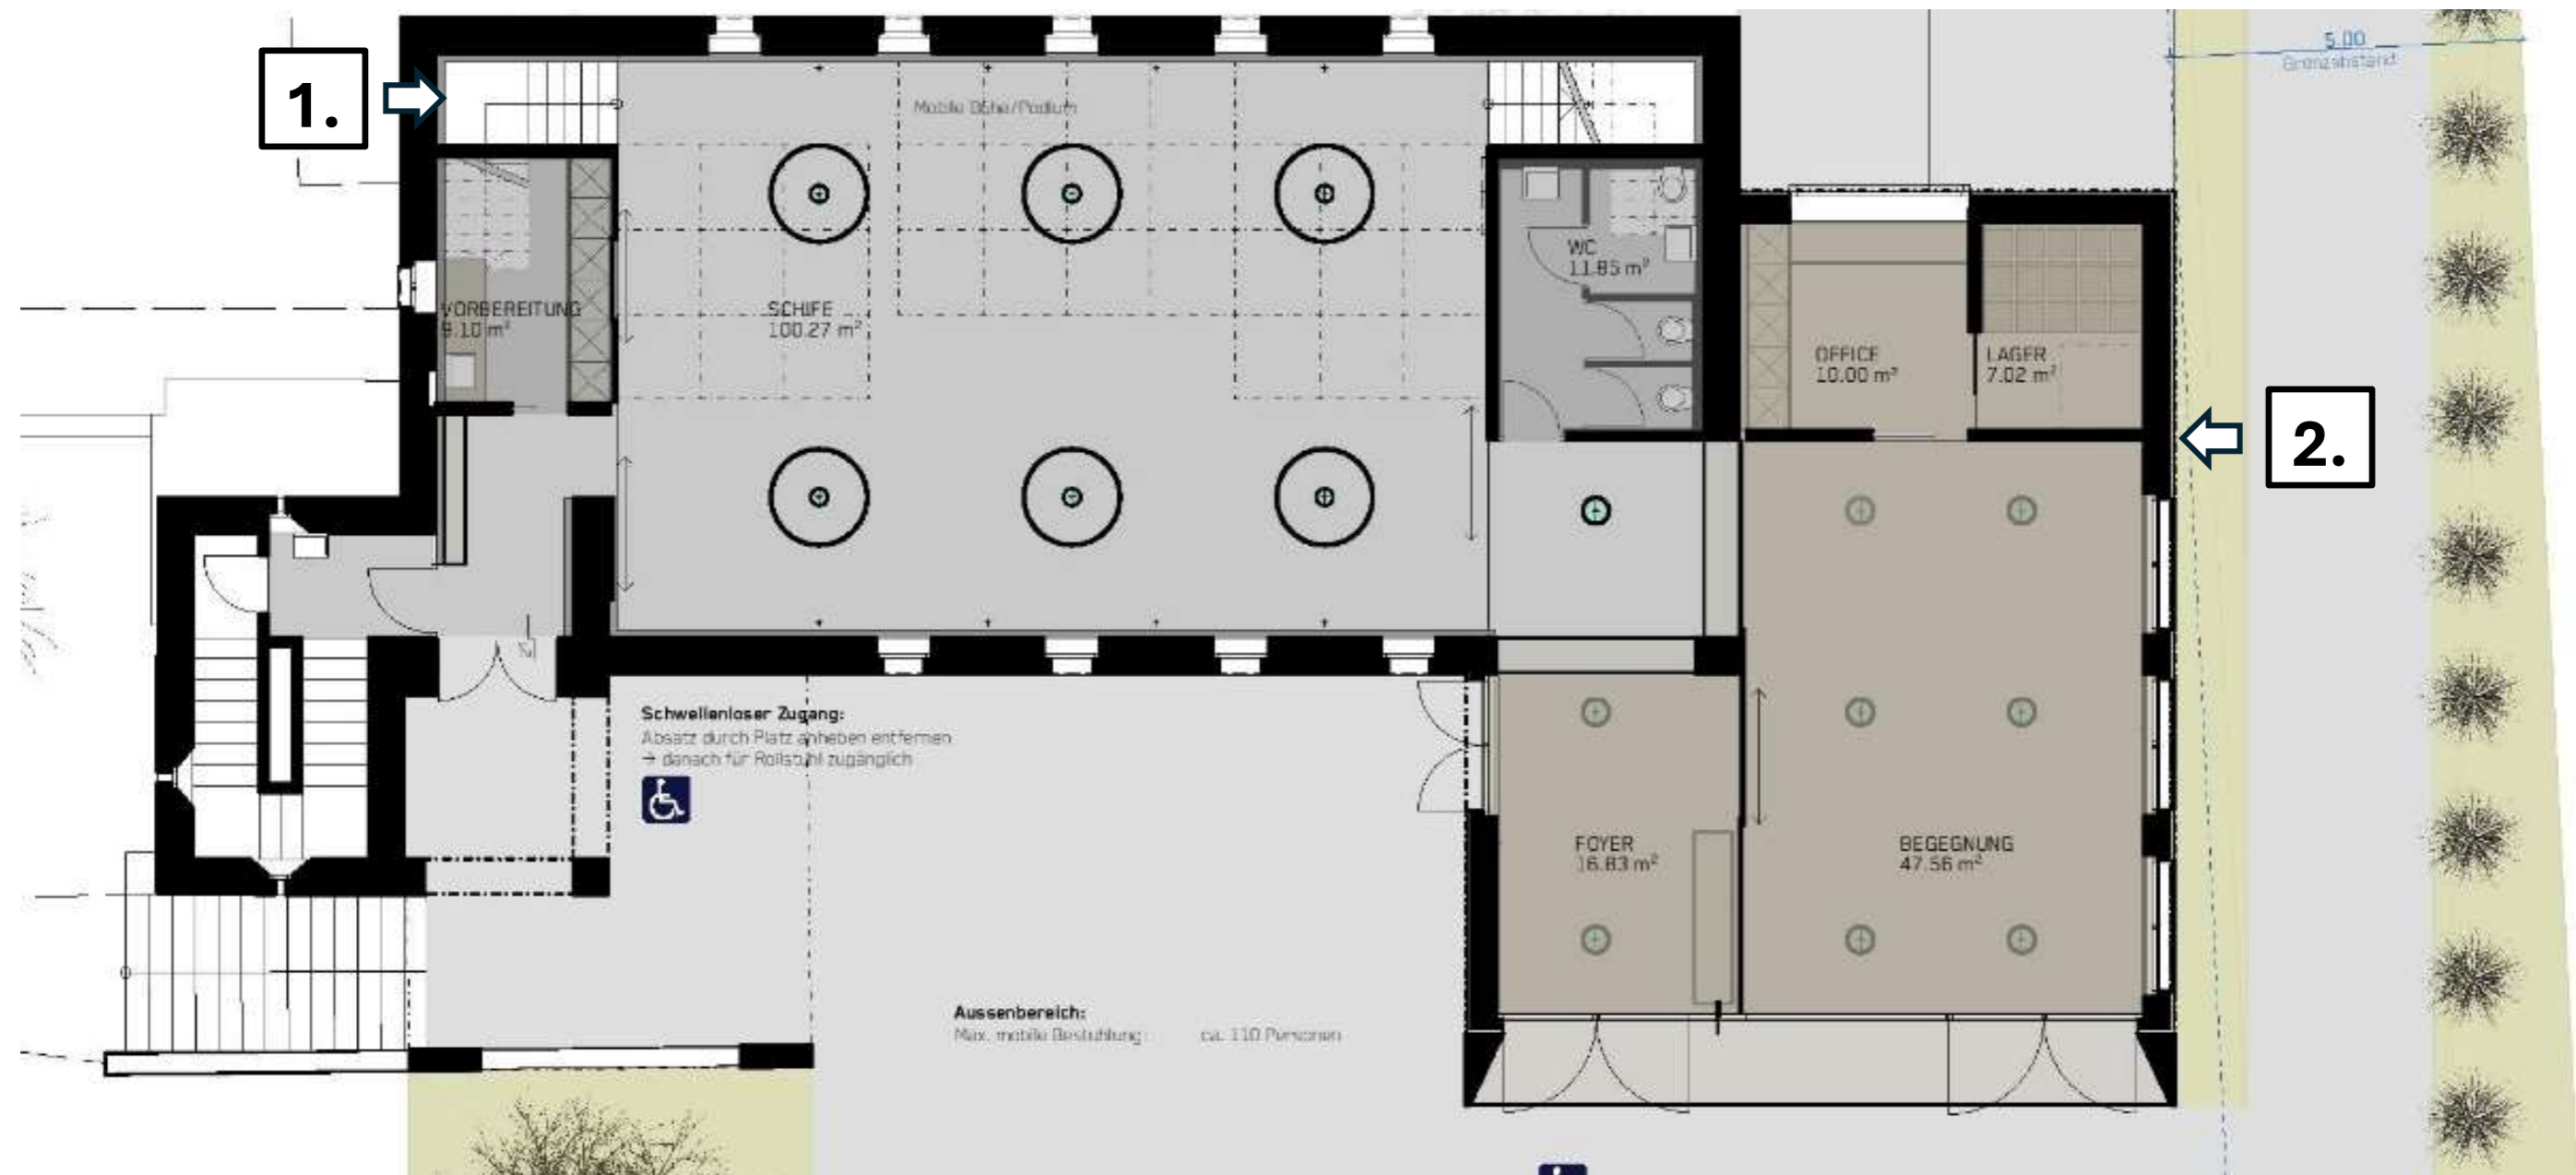 1.
5.00
Grenzabstand
Mobile Bühe/Podium
WC
11.85 m²
VORBEREITUNG
9.10 m²
SCHIFF
100.27 m²
OFFICE
10.00 m²
LAGER
7.02 m²
2.
Schwellenloser Zugang:
Absatz durch Platz anheben entfernen
→ danach für Rollstuhl zugänglich
FOYER
16.83 m²
BEGEGNUNG
47.56 m²
Aussenbereich:
Max. mobile Bestuhlung: ca. 110 Personen